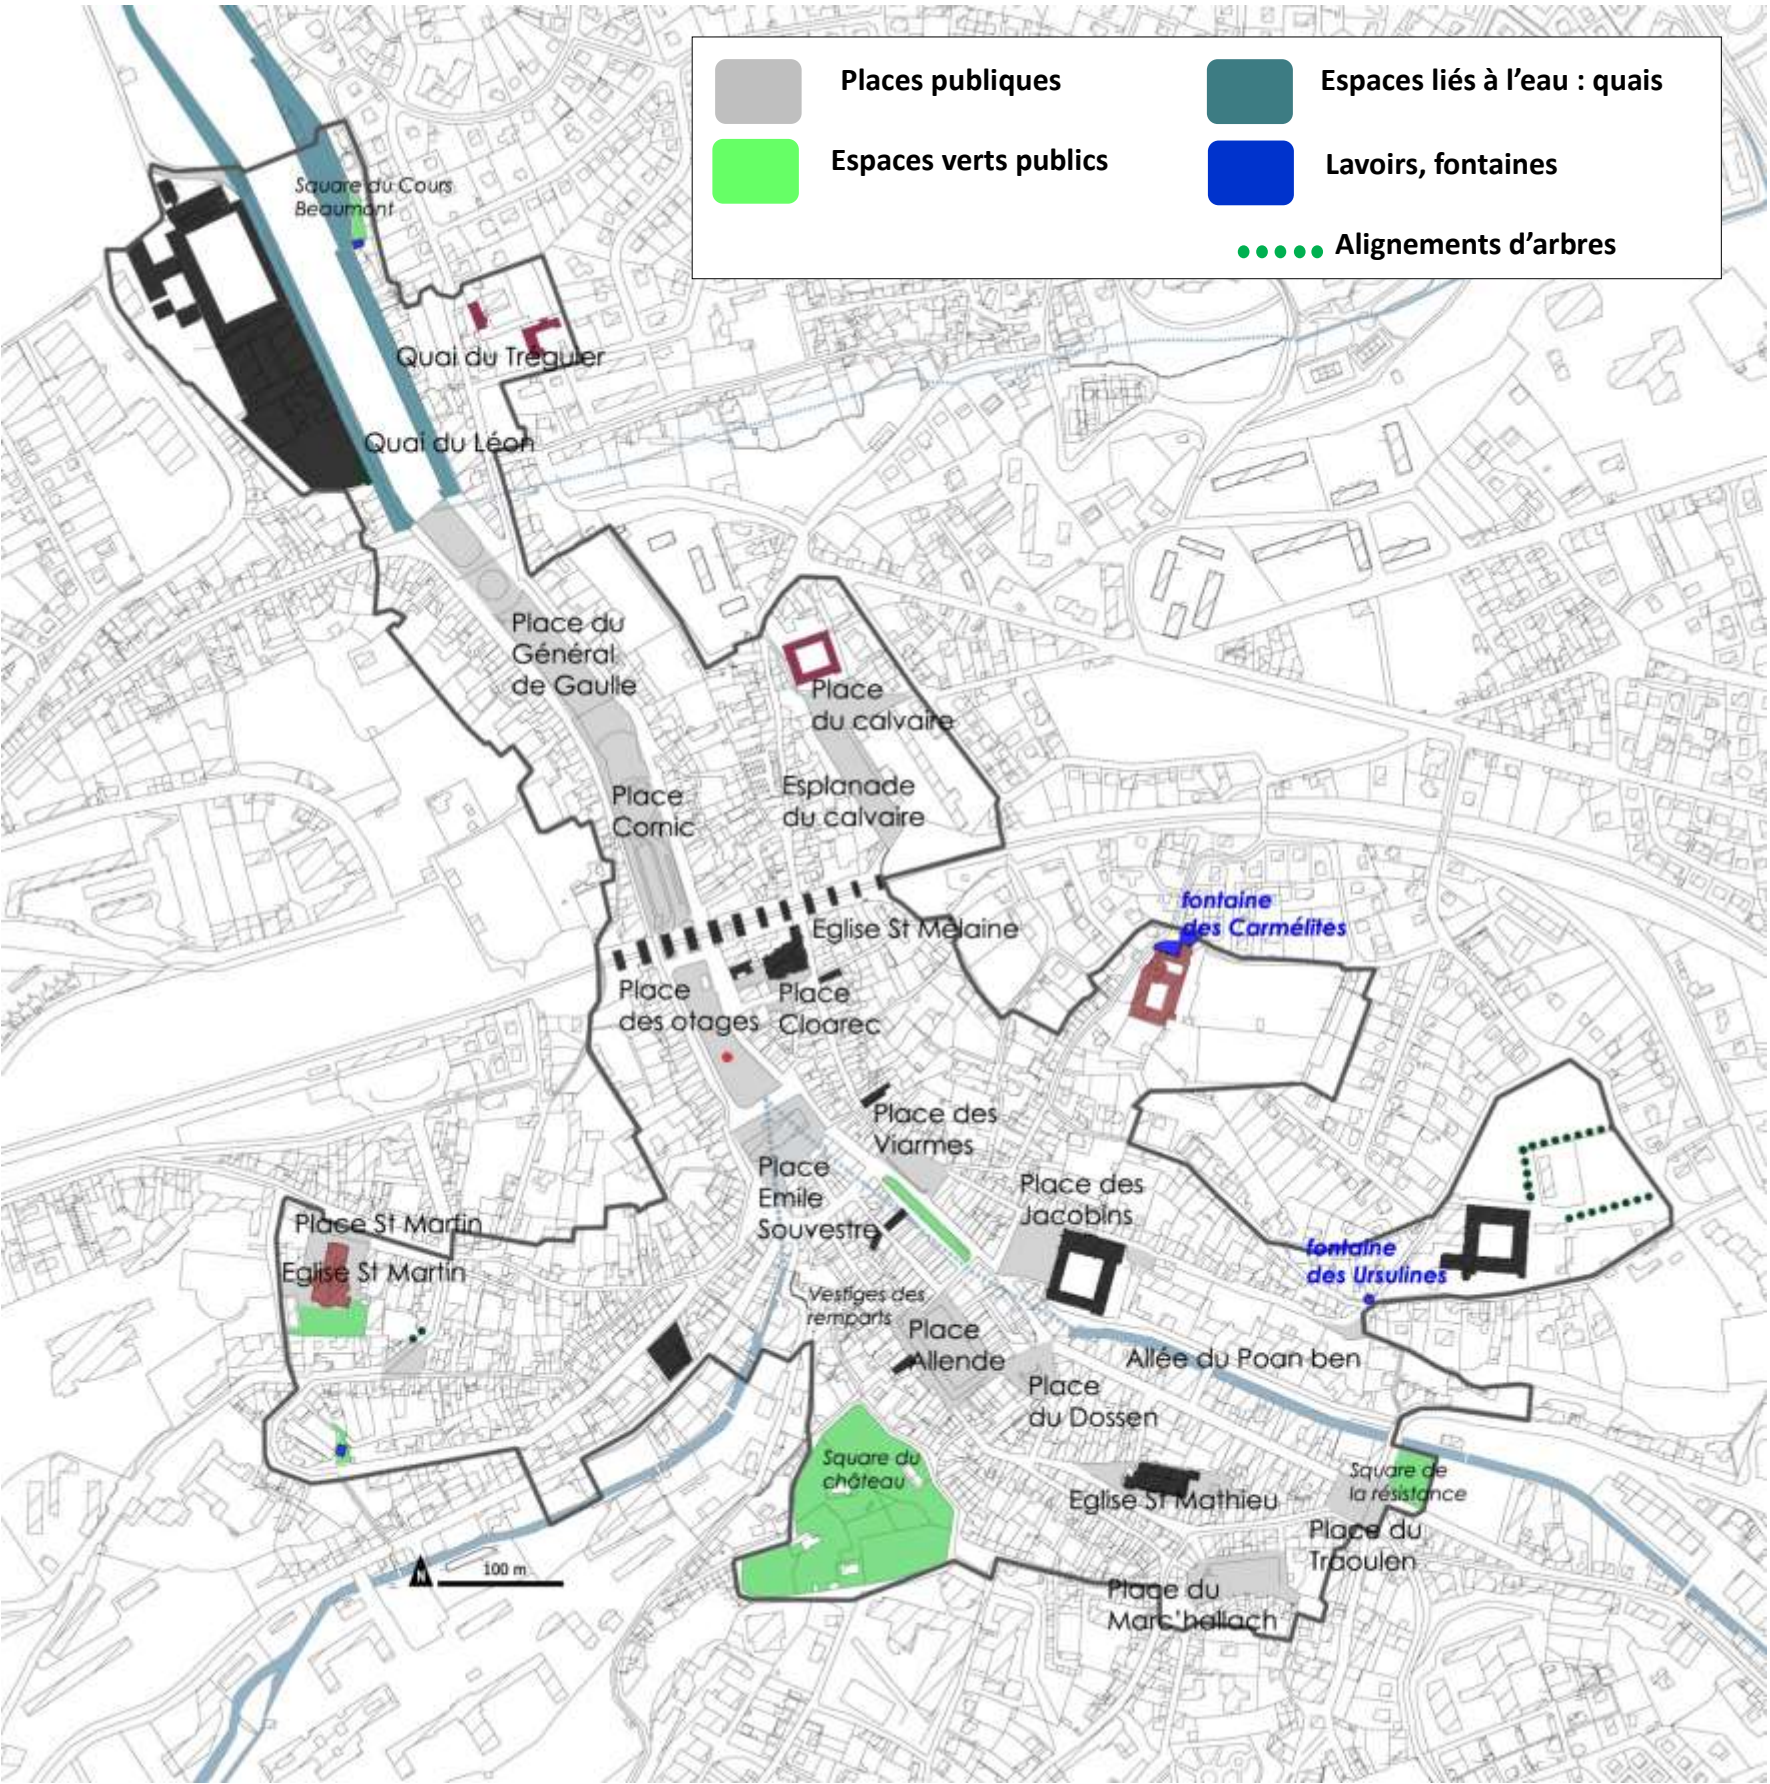 Places publiques
Espaces liés à l’eau : quais
Espaces verts publics
Lavoirs, fontaines
Alignements d’arbres
Square du Cours
Beaumont
Quai du Tréguier
Quai du Léon
Place du
Général
de Gaulle
Place
du calvaire
Esplanade
du calvaire
Place
Cornic
fontaine
des Carmélites
Eglise St Mélaine
Place
des otages
Place
Cloarec
Place des
Viarmes
Place
Emile
Souvestre
Place des
Jacobins
Place St Martin
Eglise St Martin
fontaine
des Ursulines
Vestiges des
remparts
Place
Allende
Allée du Poan ben
Place
du Dossen
Square du
château
Eglise St Mathieu
Square de
la résistance
Place du
Traoulen
Place du
Marc'hallach
N
100 m